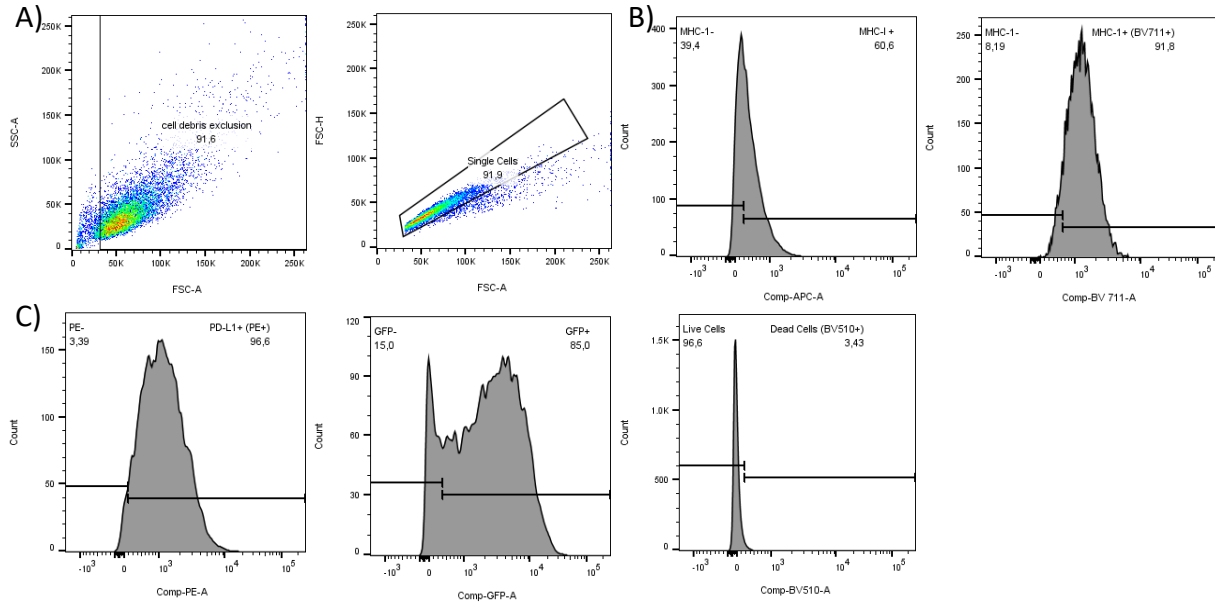 A)
250K
200K
150K
100K
50K
0
SSC-A
cell debris exclusion
91,6
0 50K 100K 150K 200K 250K
FSC-A
250K
200K
150K
100K
50K
0
FSC-H
Single Cells
91,9
0 50K 100K 150K 200K 250K
FSC-A
B)
MHC-1- MHC-I +
39,4 60,6
400
300
200
100
0
Count
-10³ 0 10³ 10⁴ 10⁵
Comp-APC-A
MHC-1- MHC-1+ (BV711+)
8,19 91,8
250
200
150
100
50
0
Count
-10³ 0 10³ 10⁴ 10⁵
Comp-BV 711-A
C)
PE- PD-L1+ (PE+)
3,39 96,6
150
100
50
0
Count
-10³ 0 10³ 10⁴ 10⁵
Comp-PE-A
GFP- GFP+
15,0 85,0
120
90
60
30
0
Count
-10³ 0 10³ 10⁴ 10⁵
Comp-GFP-A
Live Cells Dead Cells (BV510+)
96,6 3,43
1.5K
1.0K
500
0
Count
-10³ 0 10³ 10⁴ 10⁵
Comp-BV510-A